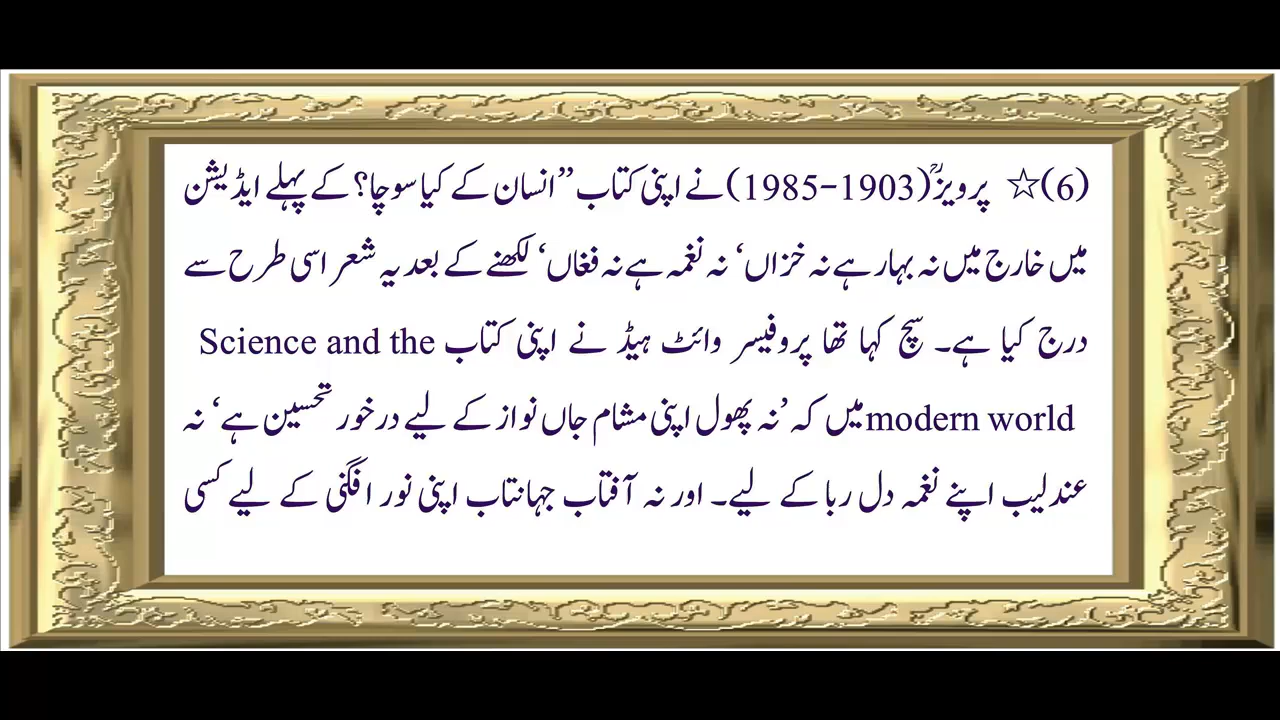 (6)☆ پرویزؒ (1903-1985) نے اپنی کتاب ”انسان کے کیا سوچا؟ کے پہلے ایڈیشن
میں خارج میں نہ بہار ہے نہ خزاں‘ نہ نغمہ ہے نہ فغاں‘ لکھنے کے بعد یہ شعر اسی طرح سے
درج کیا ہے۔ سچ کہا تھا پروفیسر وائٹ ہیڈ نے اپنی کتاب Science and the
modern world میں کہ ’نہ پھول اپنی مشام جاں نواز کے لیے درخور تحسین ہے‘ نہ
عندلیب اپنے نغمہ دل ربا کے لیے۔ اور نہ آفتاب جہانتاب اپنی نور افگنی کے لیے کسی